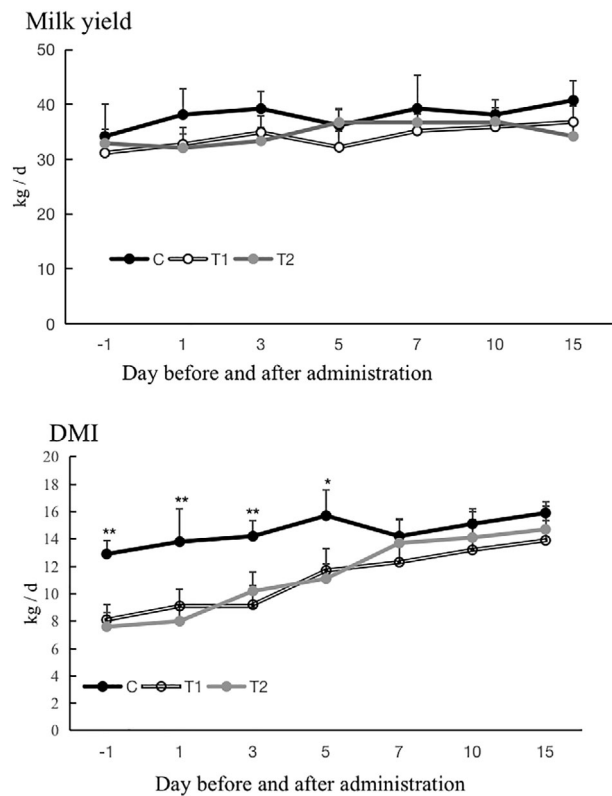 Milk yield
50
40
30
20
10
0
kg / d
C T1 T2
-1 1 3 5 7 10 15
Day before and after administration
DMI
20
18
16
14
12
10
8
6
4
2
0
kg / d
** ** ** *
C T1 T2
-1 1 3 5 7 10 15
Day before and after administration